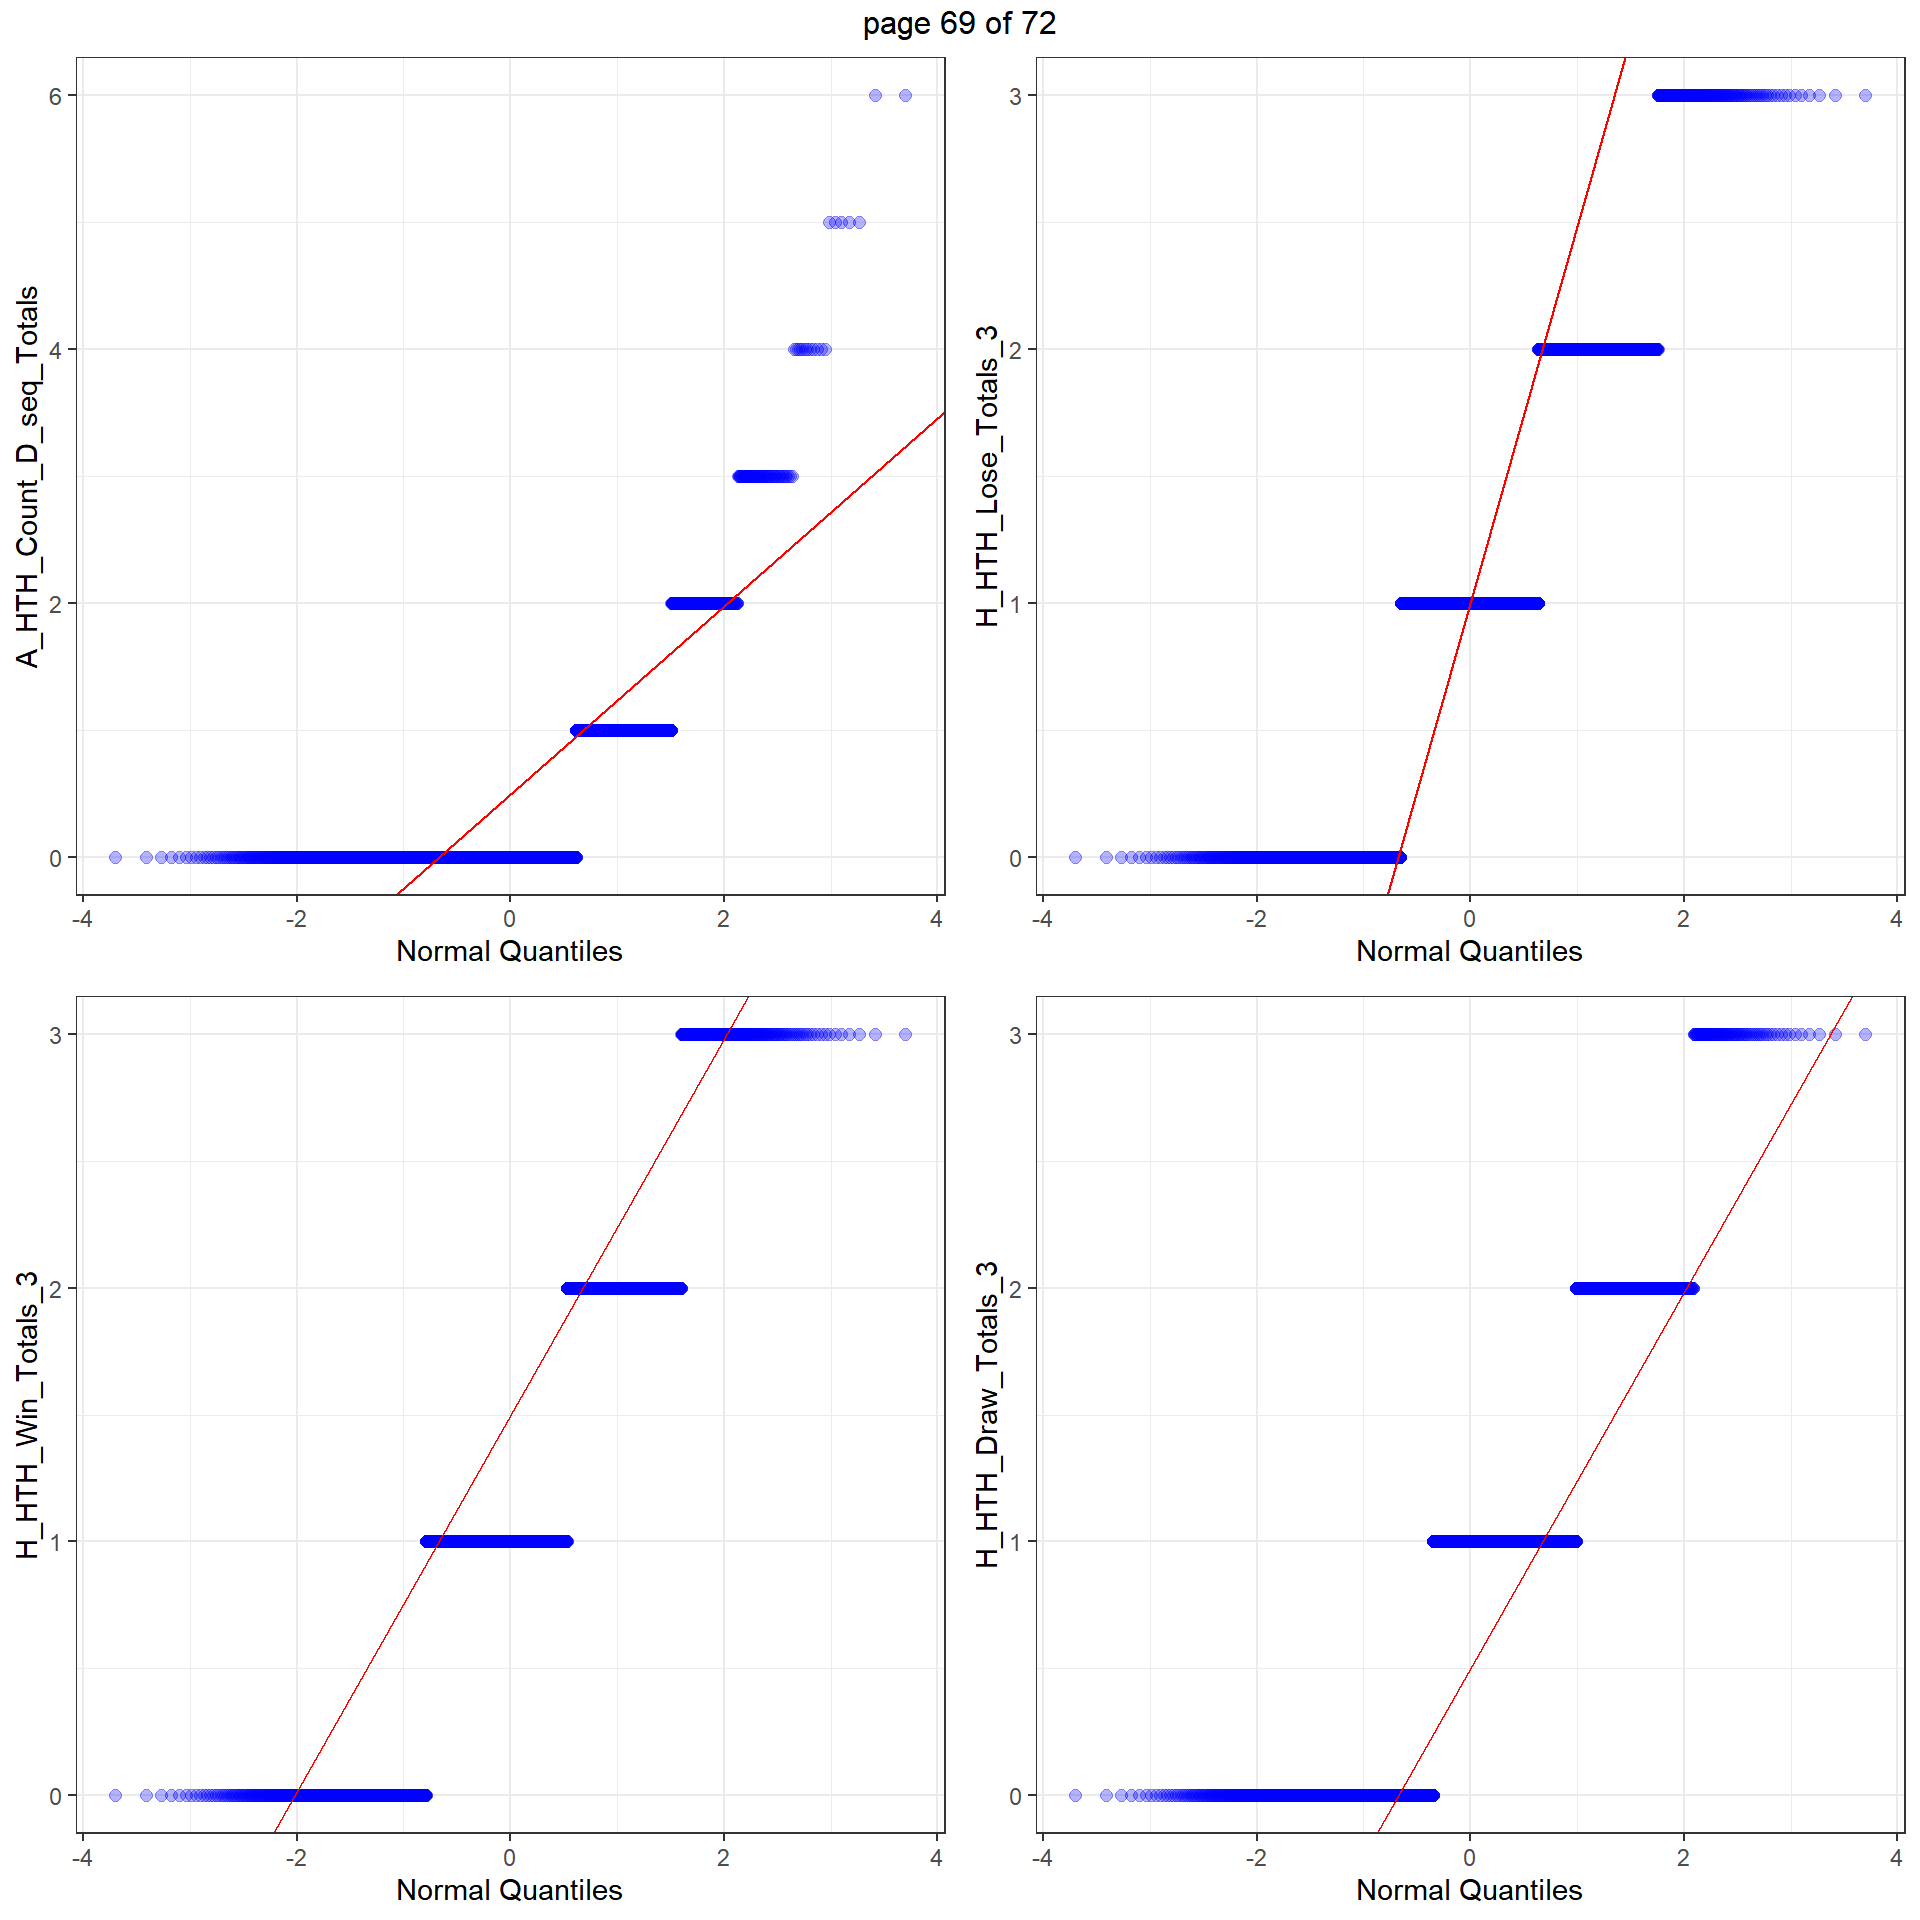 page 69 of 72
A_HTH_Count_D_seq_Totals
6
4
2
0
-4 -2 0 2 4
Normal Quantiles
H_HTH_Lose_Totals_3
3
2
1
0
-4 -2 0 2 4
Normal Quantiles
H_HTH_Win_Totals_3
3
2
1
0
-4 -2 0 2 4
Normal Quantiles
H_HTH_Draw_Totals_3
3
2
1
0
-4 -2 0 2 4
Normal Quantiles